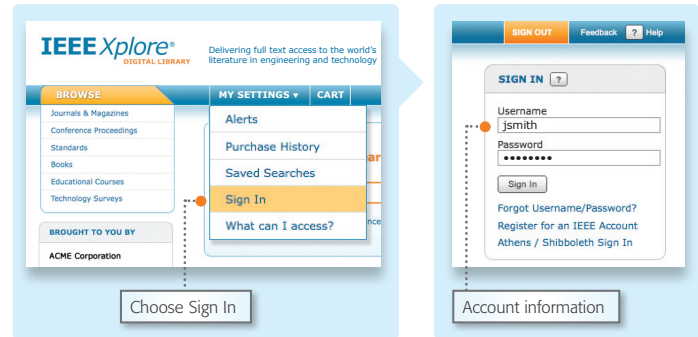 IEEE Xplore®
DIGITAL LIBRARY
Delivering full text access to the world's
literature in engineering and technology
BROWSE
MY SETTINGS ▾
CART
Journals & Magazines
Conference Proceedings
Standards
Books
Educational Courses
Technology Surveys
BROUGHT TO YOU BY
ACME Corporation
Alerts
Purchase History
Saved Searches
Sign In
What can I access?
Choose Sign In
SIGN OUT
Feedback
? Help
SIGN IN ?
Username
jsmith
Password
••••••••
Sign In
Forgot Username/Password?
Register for an IEEE Account
Athens / Shibboleth Sign In
Account information